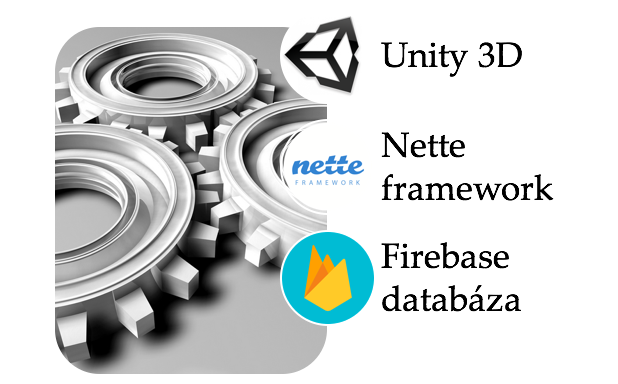 Unity 3D
nette
FRAMEWORK
Nette
framework
Firebase
databáza